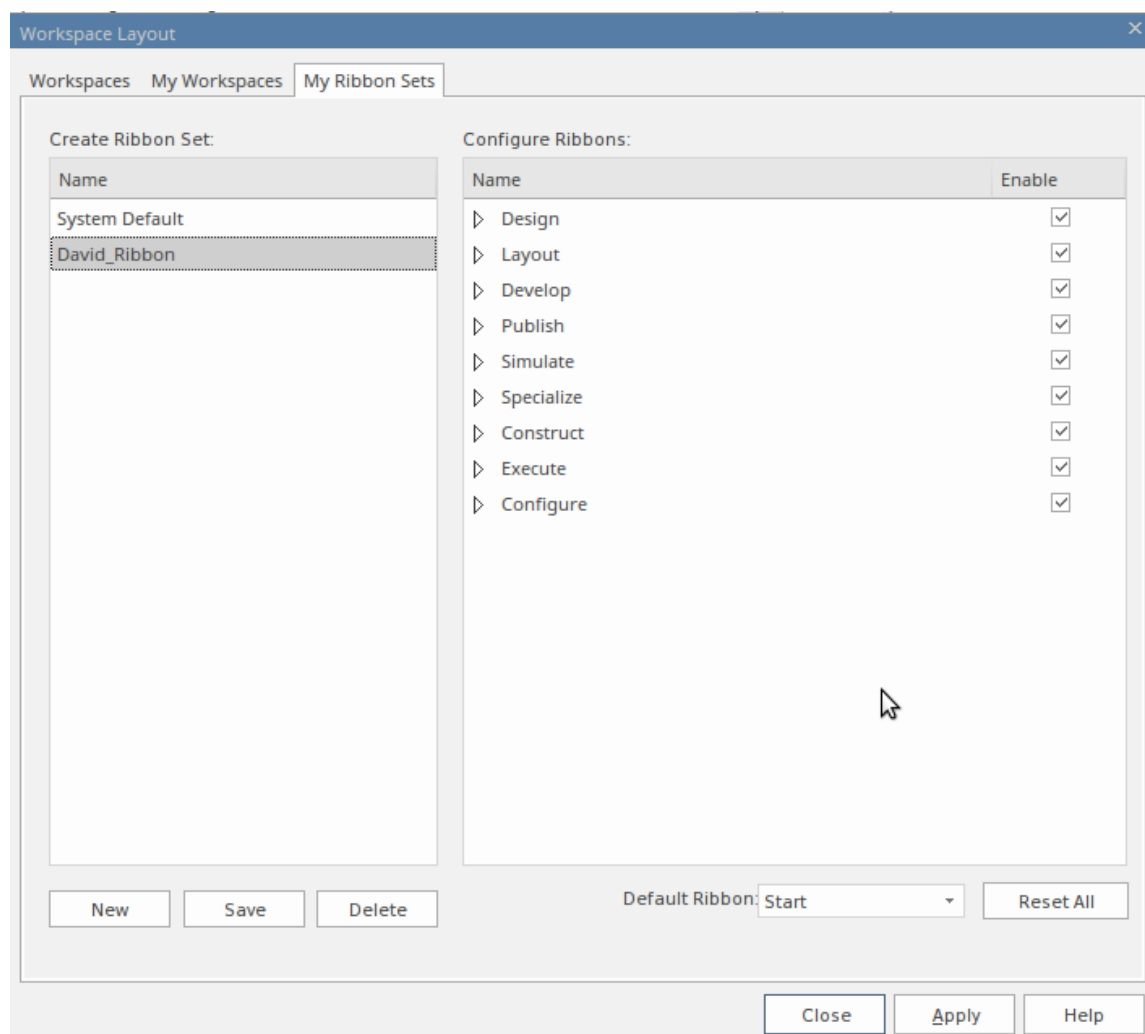 Workspace Layout
Workspaces My Workspaces My Ribbon Sets
Create Ribbon Set:
Name
System Default
David_Ribbon
New Save Delete
Configure Ribbons:
Name Enable
Design
Layout
Develop
Publish
Simulate
Specialize
Construct
Execute
Configure
Default Ribbon: Start Reset All
Close Apply Help